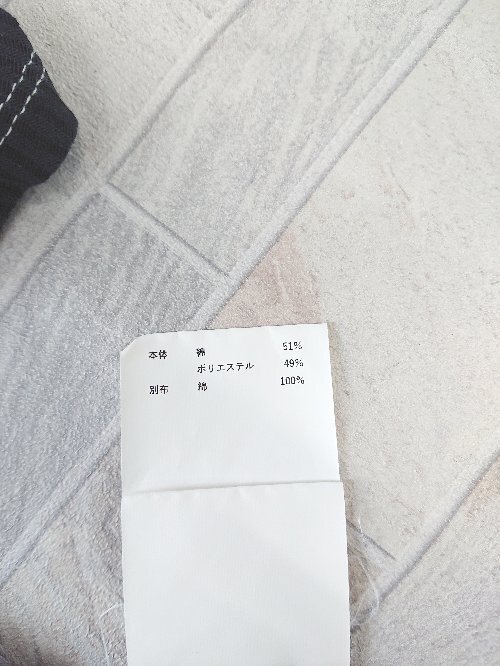 本体 綿 51%
ポリエステル 49%
別布 綿 100%